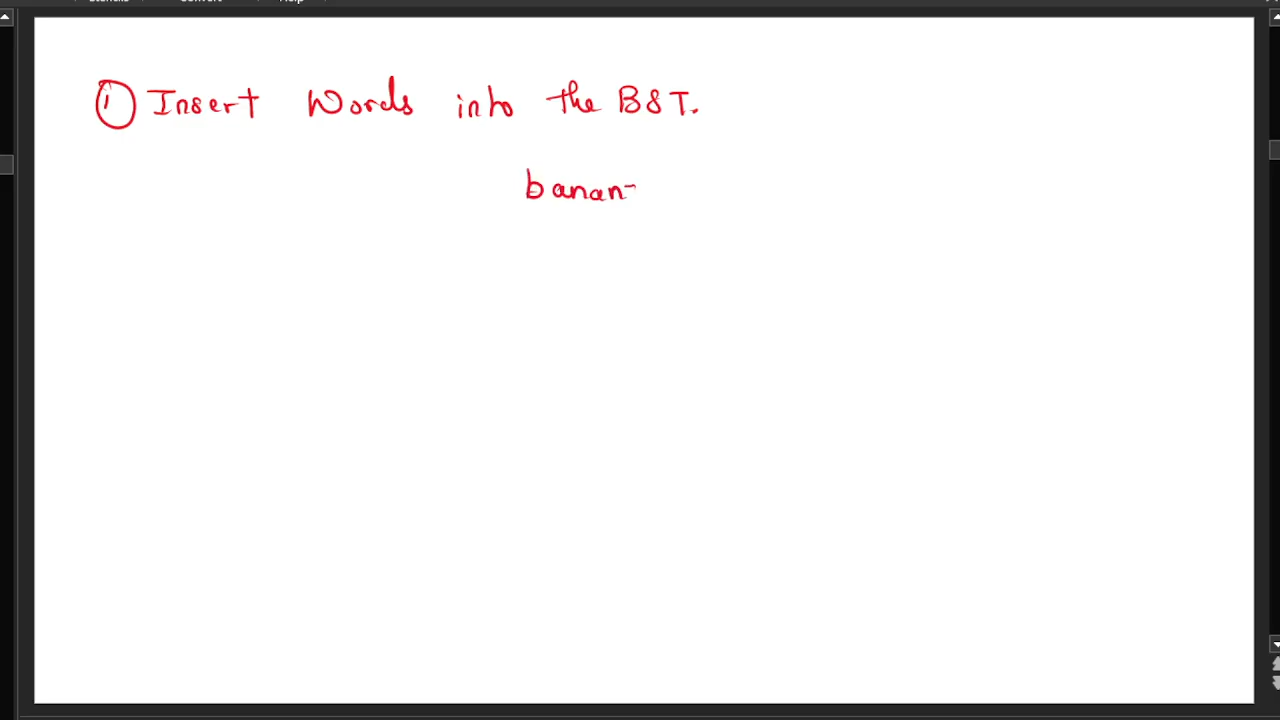 ① Insert Words into the BST.
banan